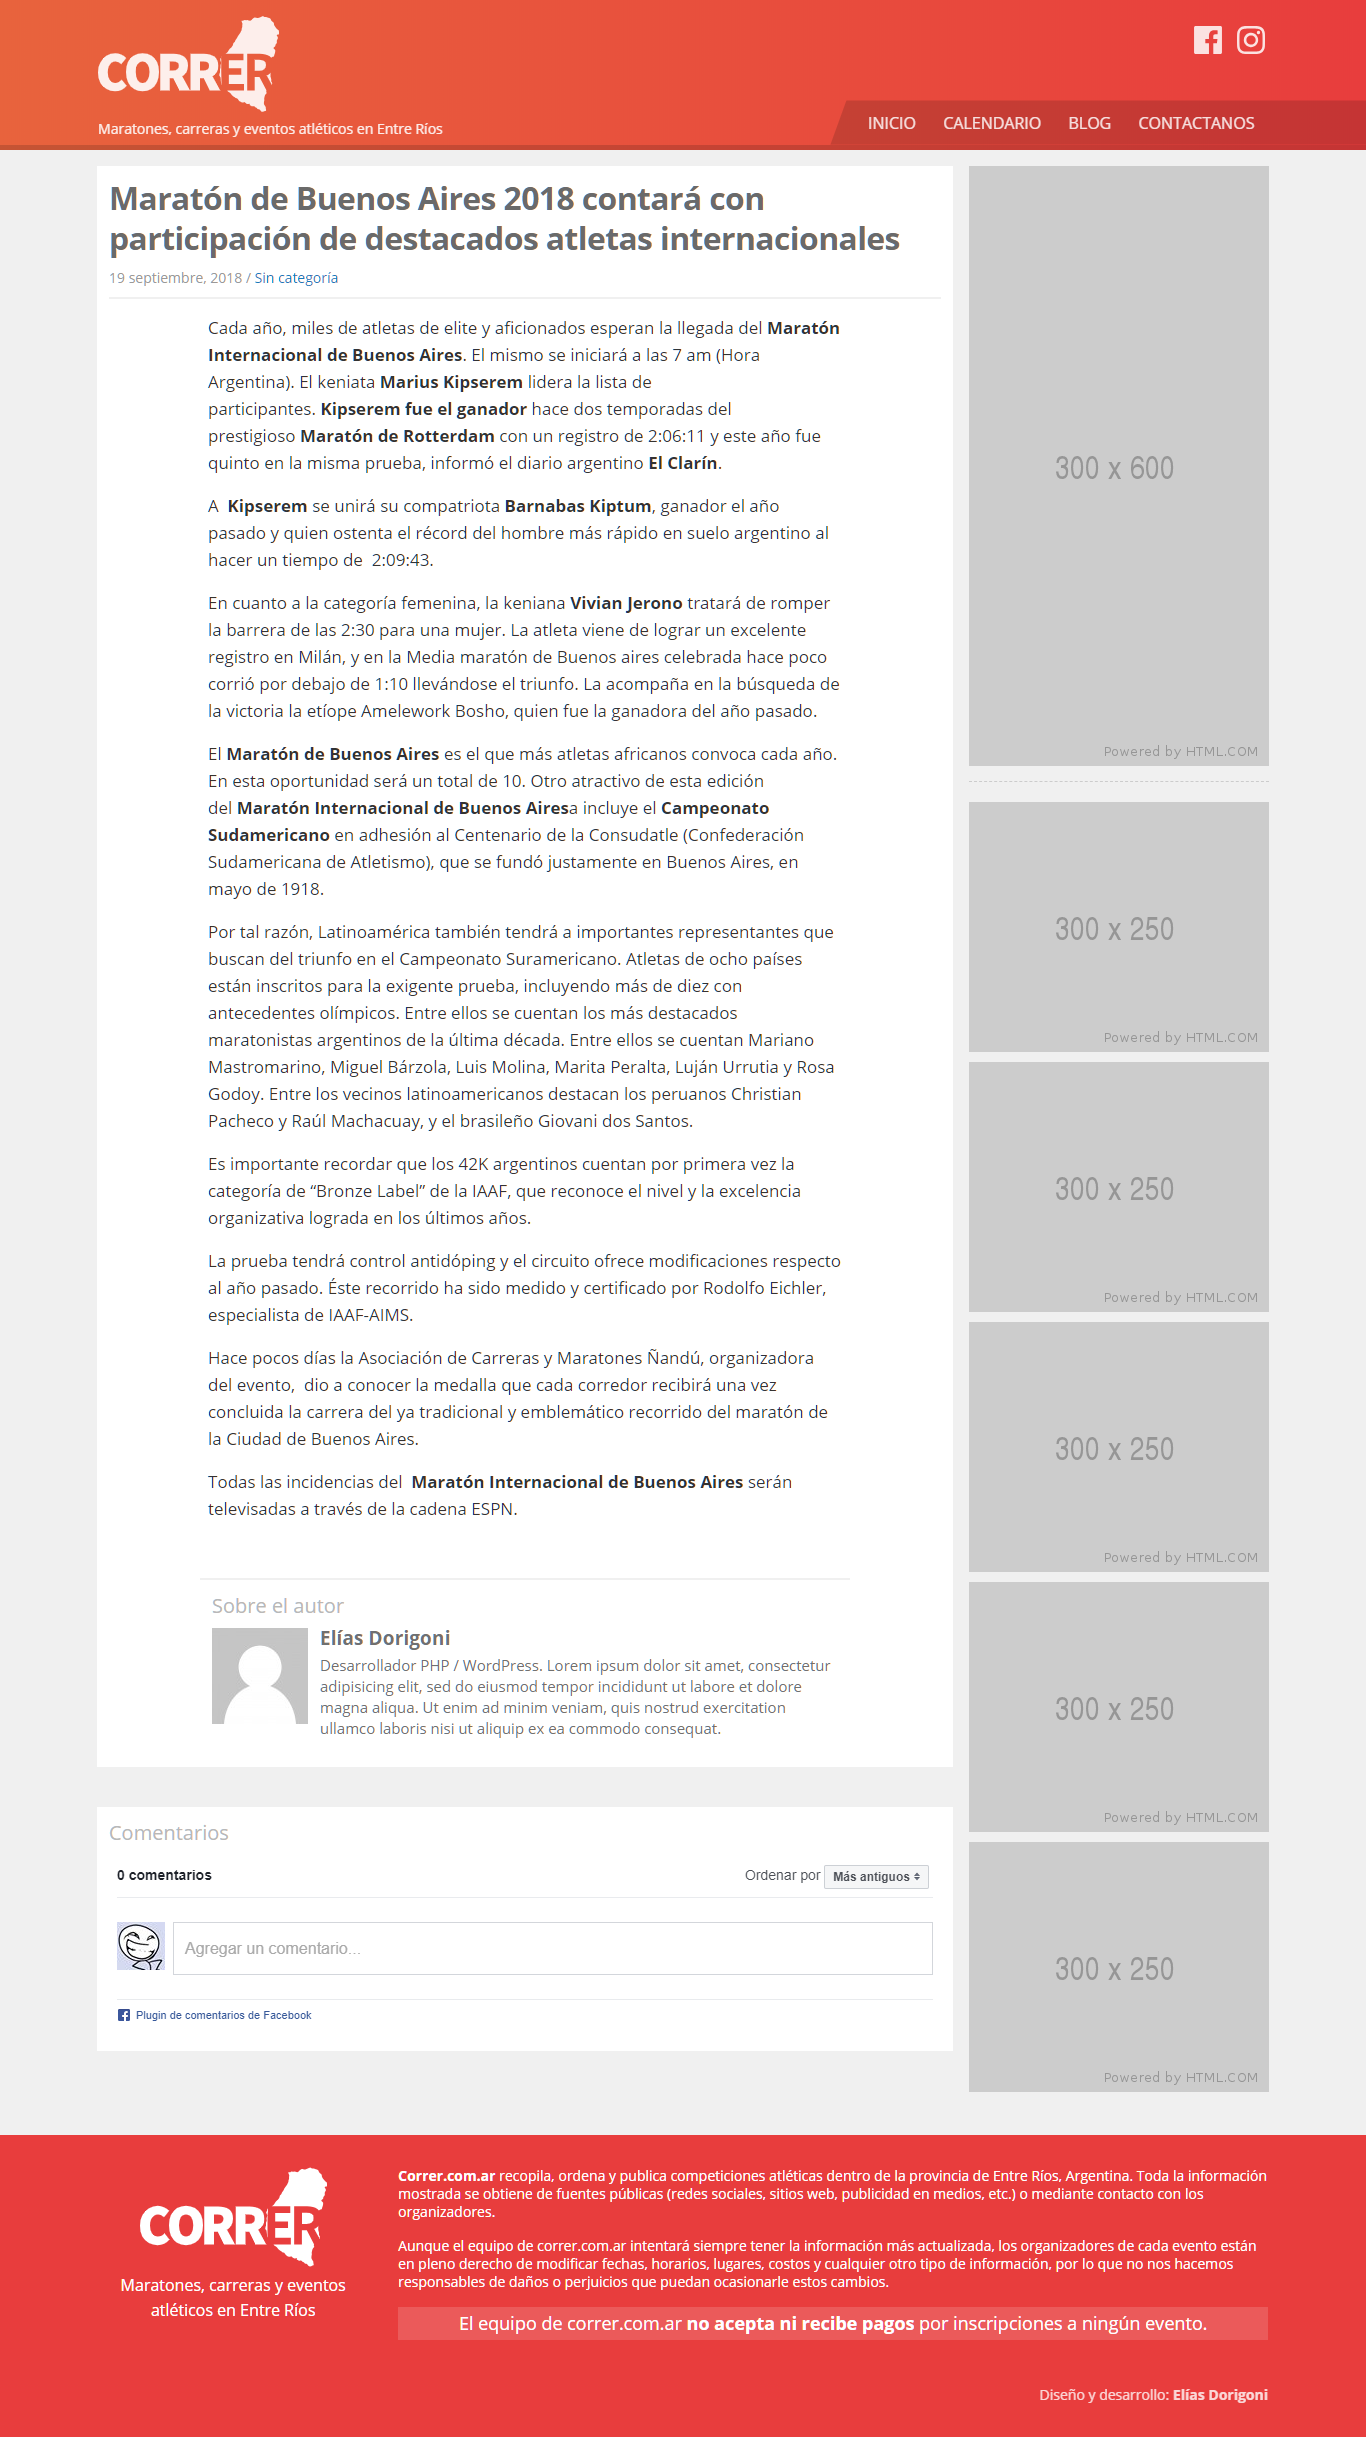 CORRER
Maratones, carreras y eventos atléticos en Entre Ríos
INICIO CALENDARIO BLOG CONTACTANOS
Maratón de Buenos Aires 2018 contará con
participación de destacados atletas internacionales
19 septiembre, 2018 / Sin categoría
Cada año, miles de atletas de elite y aficionados esperan la llegada del Maratón
Internacional de Buenos Aires. El mismo se iniciará a las 7 am (Hora
Argentina). El keniata Marius Kipserem lidera la lista de
participantes. Kipserem fue el ganador hace dos temporadas del
prestigioso Maratón de Rotterdam con un registro de 2:06:11 y este año fue
quinto en la misma prueba, informó el diario argentino El Clarín.
A  Kipserem se unirá su compatriota Barnabas Kiptum, ganador el año
pasado y quien ostenta el récord del hombre más rápido en suelo argentino al
hacer un tiempo de  2:09:43.
En cuanto a la categoría femenina, la keniana Vivian Jerono tratará de romper
la barrera de las 2:30 para una mujer. La atleta viene de lograr un excelente
registro en Milán, y en la Media maratón de Buenos aires celebrada hace poco
corrió por debajo de 1:10 llevándose el triunfo. La acompaña en la búsqueda de
la victoria la etíope Amelework Bosho, quien fue la ganadora del año pasado.
El Maratón de Buenos Aires es el que más atletas africanos convoca cada año.
En esta oportunidad será un total de 10. Otro atractivo de esta edición
del Maratón Internacional de Buenos Airesa incluye el Campeonato
Sudamericano en adhesión al Centenario de la Consudatle (Confederación
Sudamericana de Atletismo), que se fundó justamente en Buenos Aires, en
mayo de 1918.
Por tal razón, Latinoamérica también tendrá a importantes representantes que
buscan del triunfo en el Campeonato Suramericano. Atletas de ocho países
están inscritos para la exigente prueba, incluyendo más de diez con
antecedentes olímpicos. Entre ellos se cuentan los más destacados
maratonistas argentinos de la última década. Entre ellos se cuentan Mariano
Mastromarino, Miguel Bárzola, Luis Molina, Marita Peralta, Luján Urrutia y Rosa
Godoy. Entre los vecinos latinoamericanos destacan los peruanos Christian
Pacheco y Raúl Machacuay, y el brasileño Giovani dos Santos.
Es importante recordar que los 42K argentinos cuentan por primera vez la
categoría de “Bronze Label” de la IAAF, que reconoce el nivel y la excelencia
organizativa lograda en los últimos años.
La prueba tendrá control antidóping y el circuito ofrece modificaciones respecto
al año pasado. Éste recorrido ha sido medido y certificado por Rodolfo Eichler,
especialista de IAAF-AIMS.
Hace pocos días la Asociación de Carreras y Maratones Ñandú, organizadora
del evento,  dio a conocer la medalla que cada corredor recibirá una vez
concluida la carrera del ya tradicional y emblemático recorrido del maratón de
la Ciudad de Buenos Aires.
Todas las incidencias del  Maratón Internacional de Buenos Aires serán
televisadas a través de la cadena ESPN.
Sobre el autor
Elías Dorigoni
Desarrollador PHP / WordPress. Lorem ipsum dolor sit amet, consectetur
adipisicing elit, sed do eiusmod tempor incididunt ut labore et dolore
magna aliqua. Ut enim ad minim veniam, quis nostrud exercitation
ullamco laboris nisi ut aliquip ex ea commodo consequat.
Comentarios
0 comentarios
Ordenar por Más antiguos
Agregar un comentario...
Plugin de comentarios de Facebook
300 x 600
Powered by HTML.COM
300 x 250
Powered by HTML.COM
300 x 250
Powered by HTML.COM
300 x 250
Powered by HTML.COM
300 x 250
Powered by HTML.COM
300 x 250
Powered by HTML.COM
CORRER
Maratones, carreras y eventos
atléticos en Entre Ríos
Correr.com.ar recopila, ordena y publica competiciones atléticas dentro de la provincia de Entre Ríos, Argentina. Toda la información
mostrada se obtiene de fuentes públicas (redes sociales, sitios web, publicidad en medios, etc.) o mediante contacto con los
organizadores.
Aunque el equipo de correr.com.ar intentará siempre tener la información más actualizada, los organizadores de cada evento están
en pleno derecho de modificar fechas, horarios, lugares, costos y cualquier otro tipo de información, por lo que no nos hacemos
responsables de daños o perjuicios que puedan ocasionarle estos cambios.
El equipo de correr.com.ar no acepta ni recibe pagos por inscripciones a ningún evento.
Diseño y desarrollo: Elías Dorigoni